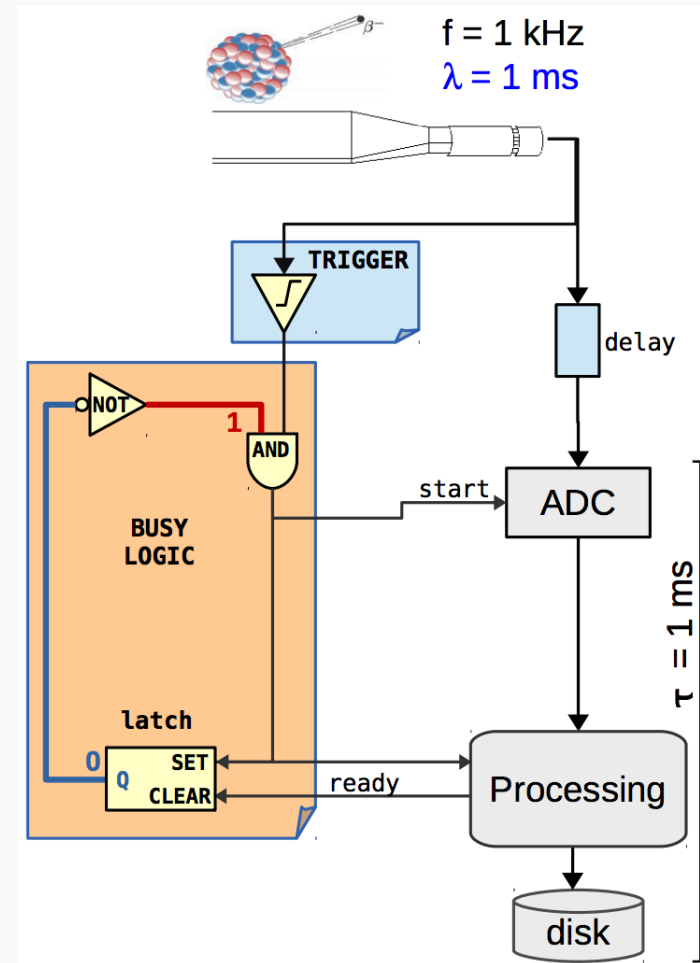 β−
f = 1 kHz
λ = 1 ms
TRIGGER
delay
NOT
1
AND
start
ADC
BUSY
LOGIC
τ = 1 ms
latch
0
SET
Q
CLEAR
ready
Processing
disk